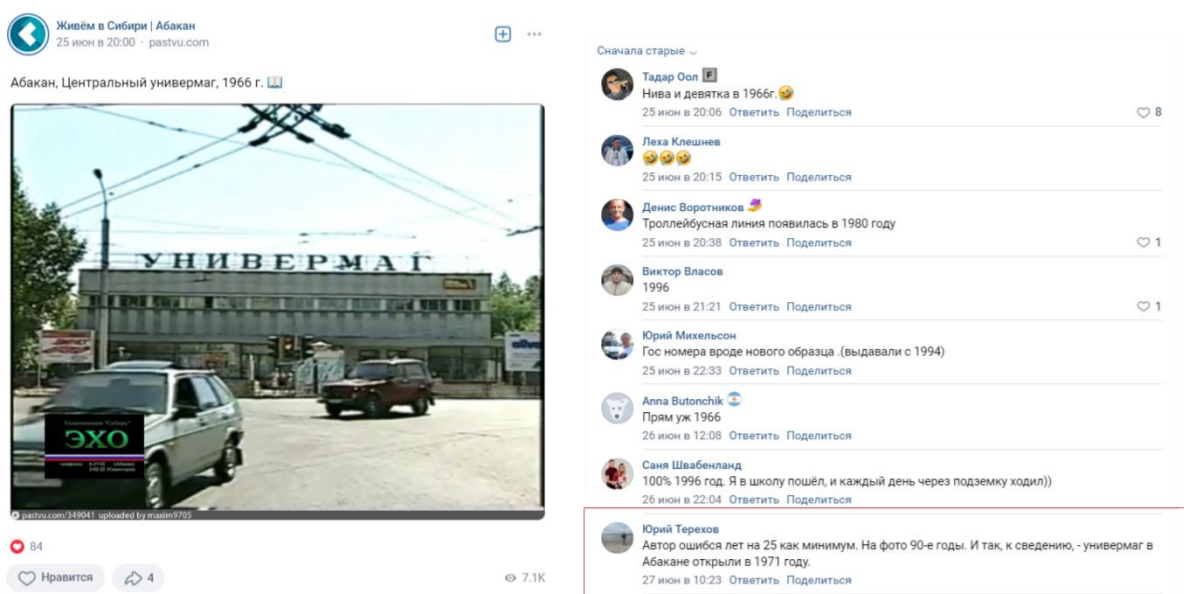 Живём в Сибири | Абакан
25 июн в 20:00 · pastvu.com
Абакан, Центральный универмаг, 1966 г.
УНИВЕРМАГ
Телекомпания "Сибирь"
ЭХО
pastvu.com/349041 uploaded by maxim9705
84
Нравится
4
7.1K
Сначала старые
Тадар Оол F
Нива и девятка в 1966г.🤣
25 июн в 20:06 Ответить Поделиться
8
Леха Клешнев
🤣🤣🤣
25 июн в 20:15 Ответить Поделиться
Денис Воротников
Троллейбусная линия появилась в 1980 году
25 июн в 20:38 Ответить Поделиться
1
Виктор Власов
1996
25 июн в 21:21 Ответить Поделиться
1
Юрий Михельсон
Гос номера вроде нового образца .(выдавали с 1994)
25 июн в 22:33 Ответить Поделиться
Anna Butonchik
Прям уж 1966
26 июн в 12:08 Ответить Поделиться
Саня Швабенланд
100% 1996 год. Я в школу пошёл, и каждый день через подземку ходил))
26 июн в 22:04 Ответить Поделиться
Юрий Терехов
Автор ошибся лет на 25 как минимум. На фото 90-е годы. И так, к сведению, - универмаг в
Абакане открыли в 1971 году.
27 июн в 10:23 Ответить Поделиться